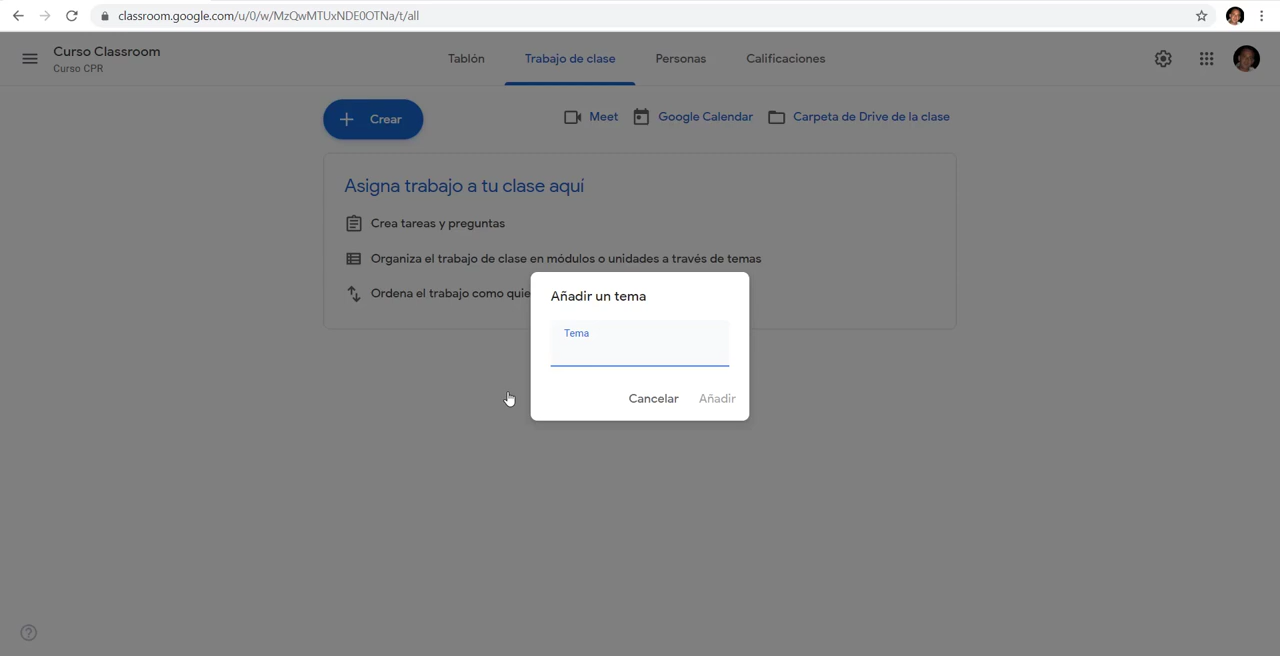 classroom.google.com/u/0/w/MzQwMTUxNDE0OTNa/t/all
Curso Classroom
Curso CPR
Tablón
Trabajo de clase
Personas
Calificaciones
Crear
Meet
Google Calendar
Carpeta de Drive de la clase
Asigna trabajo a tu clase aquí
Crea tareas y preguntas
Organiza el trabajo de clase en módulos o unidades a través de temas
Ordena el trabajo como quie
Añadir un tema
Tema
Cancelar
Añadir